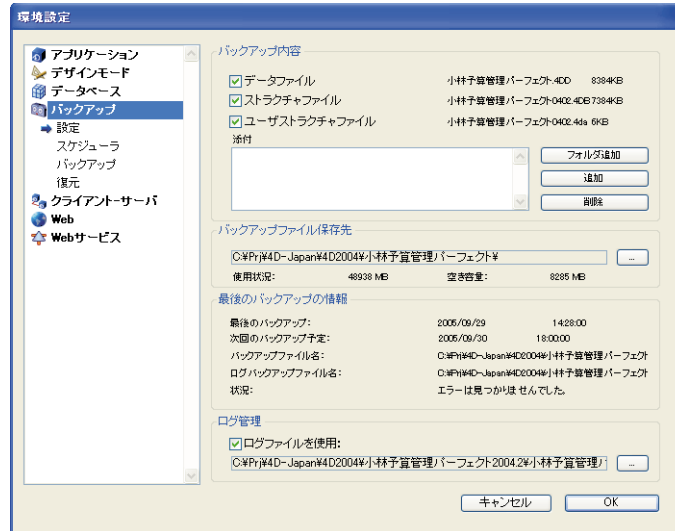 環境設定
アプリケーション
デザインモード
データベース
バックアップ
設定
スケジューラ
バックアップ
復元
クライアント-サーバ
Web
Webサービス
バックアップ内容
データファイル 小林予算管理パーフェクト.4DD 8384KB
ストラクチャファイル 小林予算管理パーフェクト0402.4DB 7384KB
ユーザストラクチャファイル 小林予算管理パーフェクト0402.4da 6KB
添付
フォルダ追加
追加
削除
バックアップファイル保存先
C:¥Prj¥4D-Japan¥4D2004¥小林予算管理パーフェクト¥ ...
使用状況: 48938 MB 空き容量: 8285 MB
最後のバックアップの情報
最後のバックアップ: 2005/09/29 14:28:00
次回のバックアップ予定: 2005/09/30 18:00:00
バックアップファイル名: C:¥Prj¥4D-Japan¥4D2004¥小林予算管理パーフェクト
ログバックアップファイル名: C:¥Prj¥4D-Japan¥4D2004¥小林予算管理パーフェクト
状況: エラーは見つかりませんでした。
ログ管理
ログファイルを使用:
C:¥Prj¥4D-Japan¥4D2004¥小林予算管理パーフェクト2004.2¥小林予算管理 ...
キャンセル OK